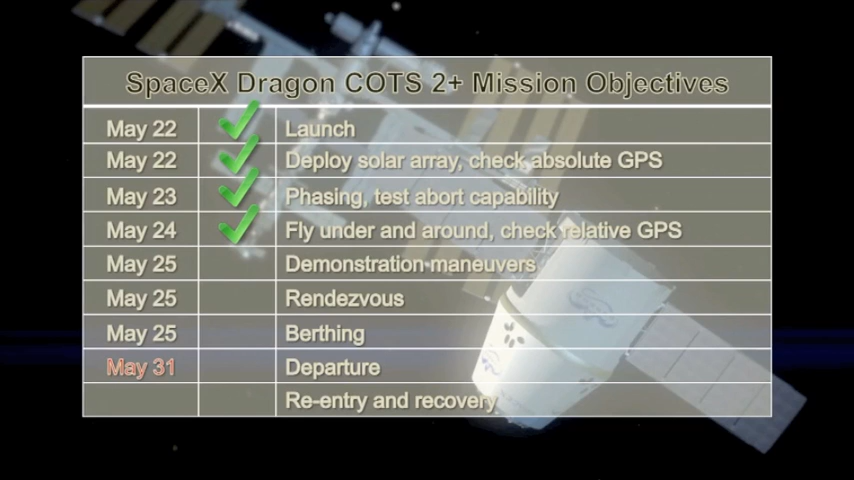 SpaceX Dragon COTS 2+ Mission Objectives
May 22 Launch
May 22 Deploy solar array, check absolute GPS
May 23 Phasing, test abort capability
May 24 Fly under and around, check relative GPS
May 25 Demonstration maneuvers
May 25 Rendezvous
May 25 Berthing
May 31 Departure
Re-entry and recovery